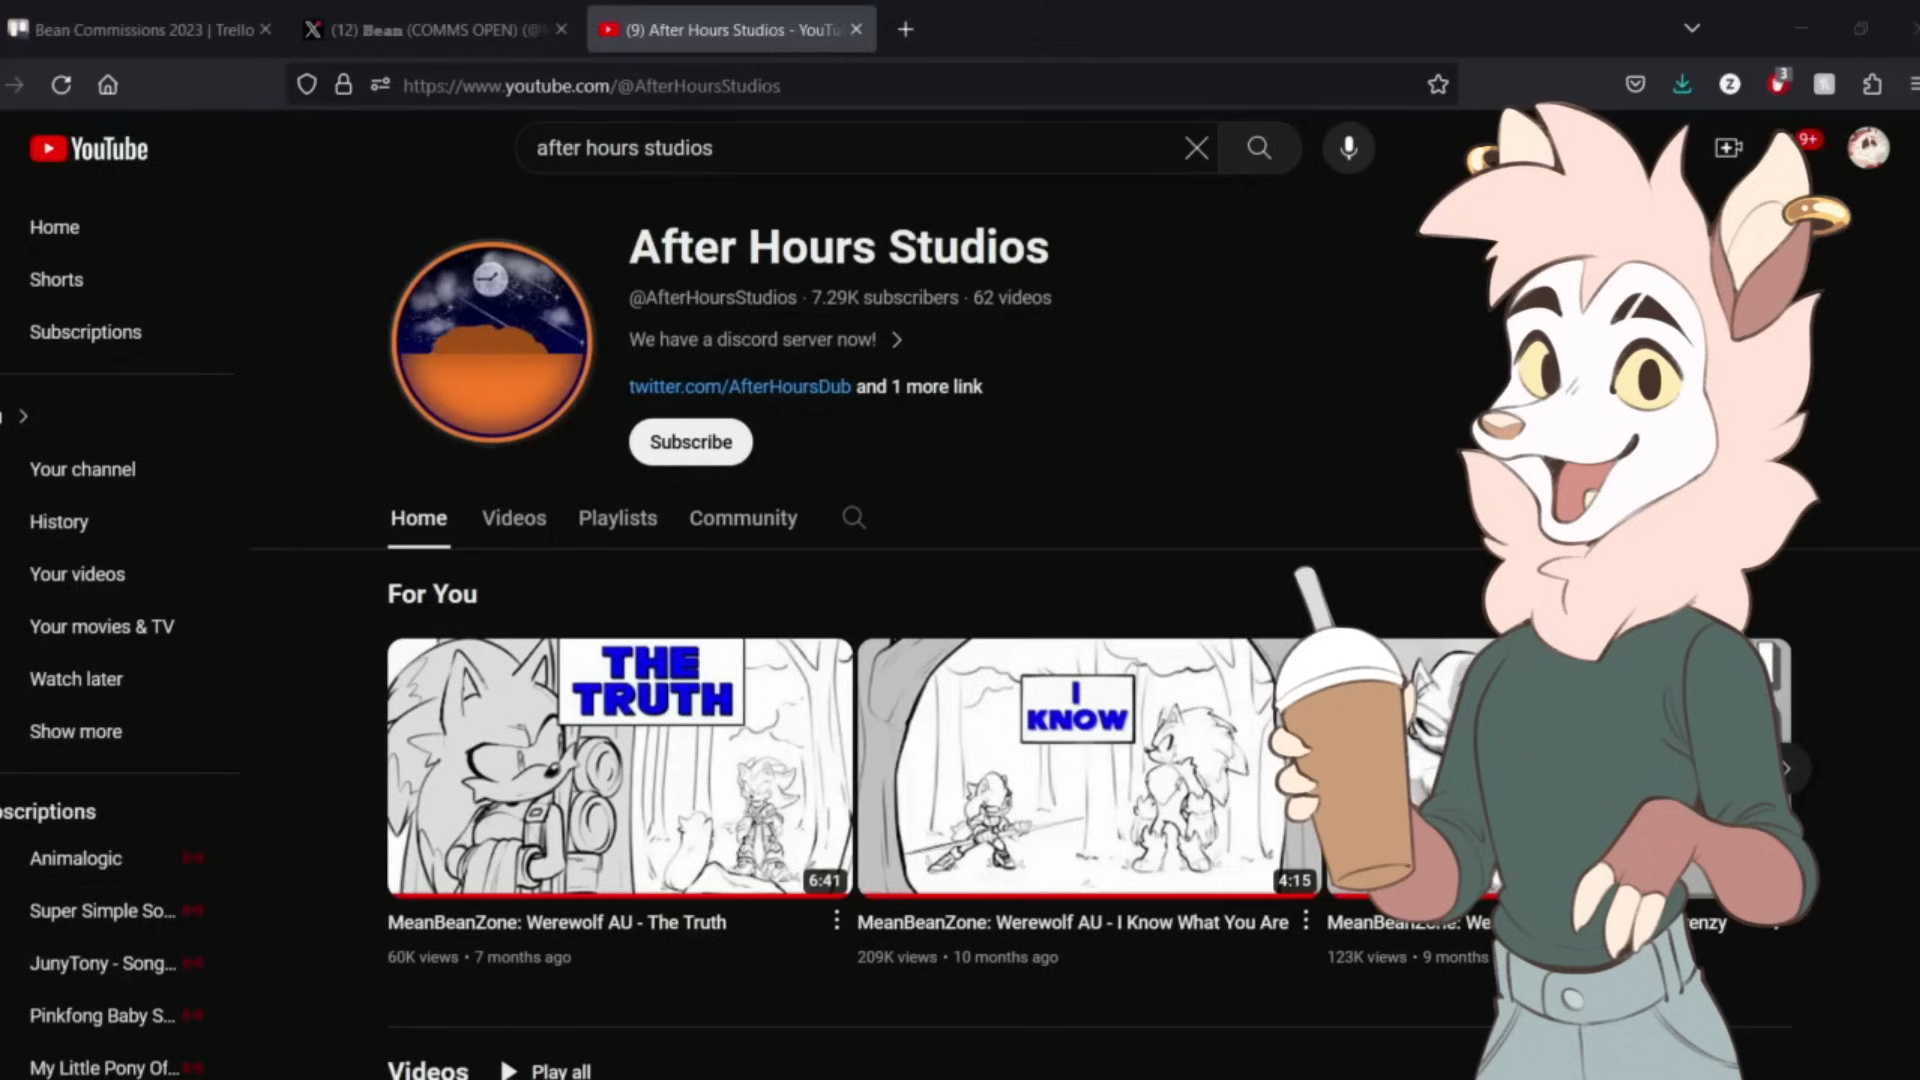 Bean Commissions 2023 | Trello
(12) Bean (COMMS OPEN) (@
(9) After Hours Studios - YouTu
https://www.youtube.com/@AfterHoursStudios
Z
3
YouTube
after hours studios
9+
Home
Shorts
Subscriptions
After Hours Studios
@AfterHoursStudios · 7.29K subscribers · 62 videos
We have a discord server now!
twitter.com/AfterHoursDub and 1 more link
Subscribe
Your channel
History
Your videos
Your movies & TV
Watch later
Show more
Home
Videos
Playlists
Community
For You
THE
TRUTH
6:41
I
KNOW
4:15
MeanBeanZone: Werewolf AU - The Truth
60K views • 7 months ago
MeanBeanZone: Werewolf AU - I Know What You Are
209K views • 10 months ago
MeanBeanZone: We
enzy
123K views • 9 months
oscriptions
Animalogic
Super Simple So...
JunyTony - Song...
Pinkfong Baby S...
My Little Pony Of...
Videos
Play all